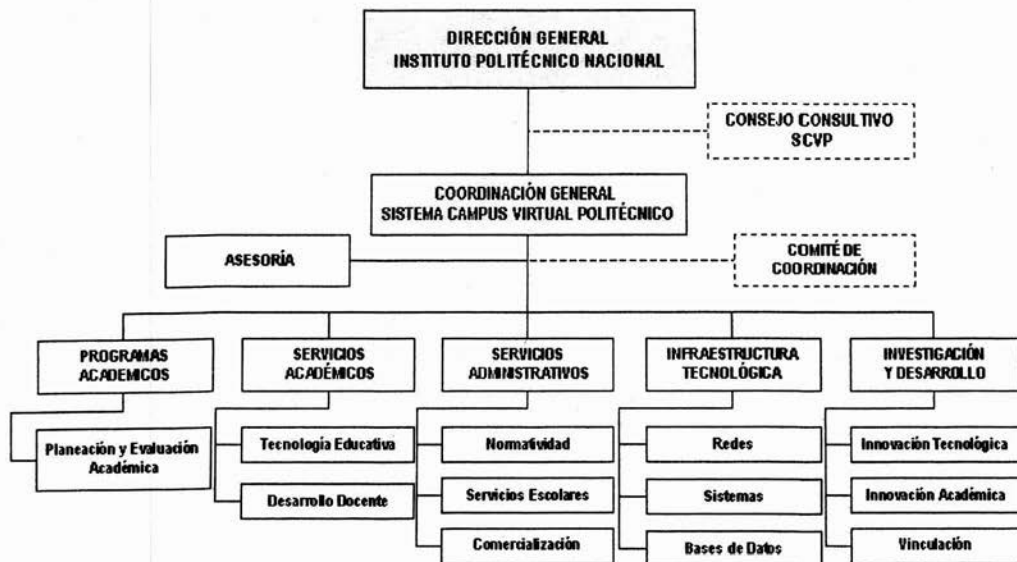 DIRECCIÓN GENERAL
INSTITUTO POLITÉCNICO NACIONAL
CONSEJO CONSULTIVO
SCVP
COORDINACIÓN GENERAL
SISTEMA CAMPUS VIRTUAL POLITÉCNICO
ASESORÍA
COMITÉ DE
COORDINACIÓN
PROGRAMAS
ACADEMICOS
SERVICIOS
ACADÉMICOS
SERVICIOS
ADMINISTRATIVOS
INFRAESTRUCTURA
TECNOLÓGICA
INVESTIGACIÓN
Y DESARROLLO
Planeación y Evaluación
Académica
Tecnología Educativa
Desarrollo Docente
Normatividad
Servicios Escolares
Comercialización
Redes
Sistemas
Bases de Datos
Innovación Tecnológica
Innovación Académica
Vinculación